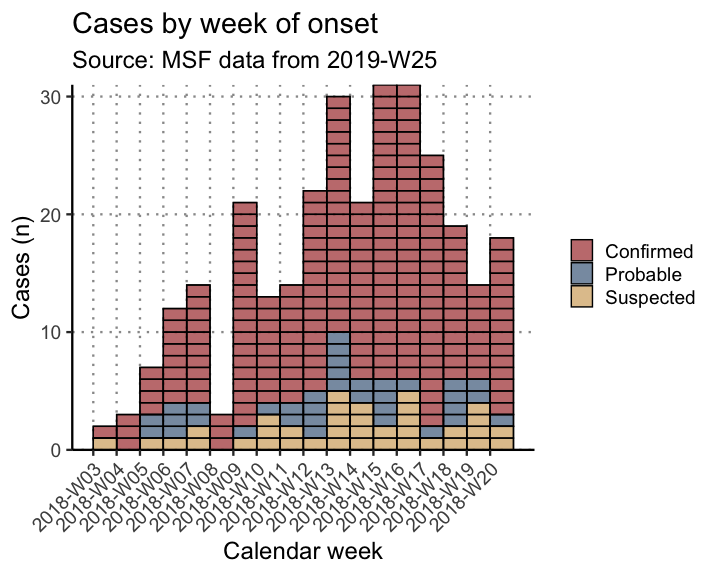 Cases by week of onset
Source: MSF data from 2019-W25
Cases (n)
30
20
10
0
2018-W03
2018-W04
2018-W05
2018-W06
2018-W07
2018-W08
2018-W09
2018-W10
2018-W11
2018-W12
2018-W13
2018-W14
2018-W15
2018-W16
2018-W17
2018-W18
2018-W19
2018-W20
Calendar week
Confirmed
Probable
Suspected